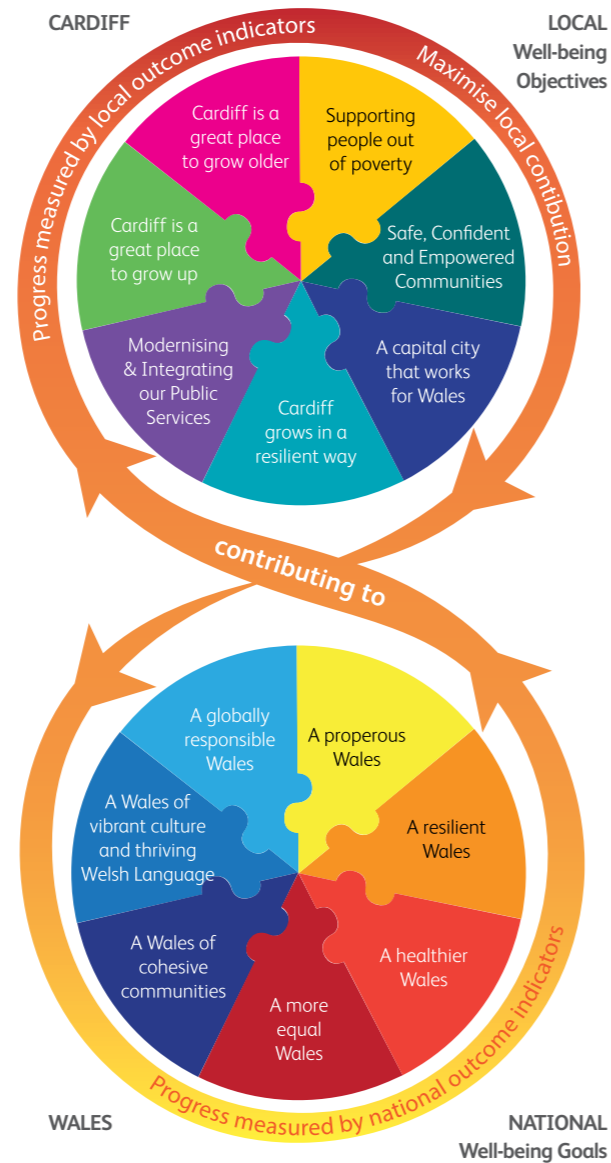 CARDIFF
LOCAL
Well-being
Objectives
Progress measured by local outcome indicators
Maximise local contibution
Cardiff is a
great place
to grow older
Supporting
people out
of poverty
Cardiff is a
great place
to grow up
Safe, Confident
and Empowered
Communities
Modernising
& Integrating
our Public
Services
A capital city
that works
for Wales
Cardiff
grows in a
resilient way
contributing to
A globally
responsible
Wales
A properous
Wales
A Wales of
vibrant culture
and thriving
Welsh Language
A resilient
Wales
A Wales of
cohesive
communities
A healthier
Wales
A more
equal
Wales
Progress measured by national outcome indicators
WALES
NATIONAL
Well-being Goals